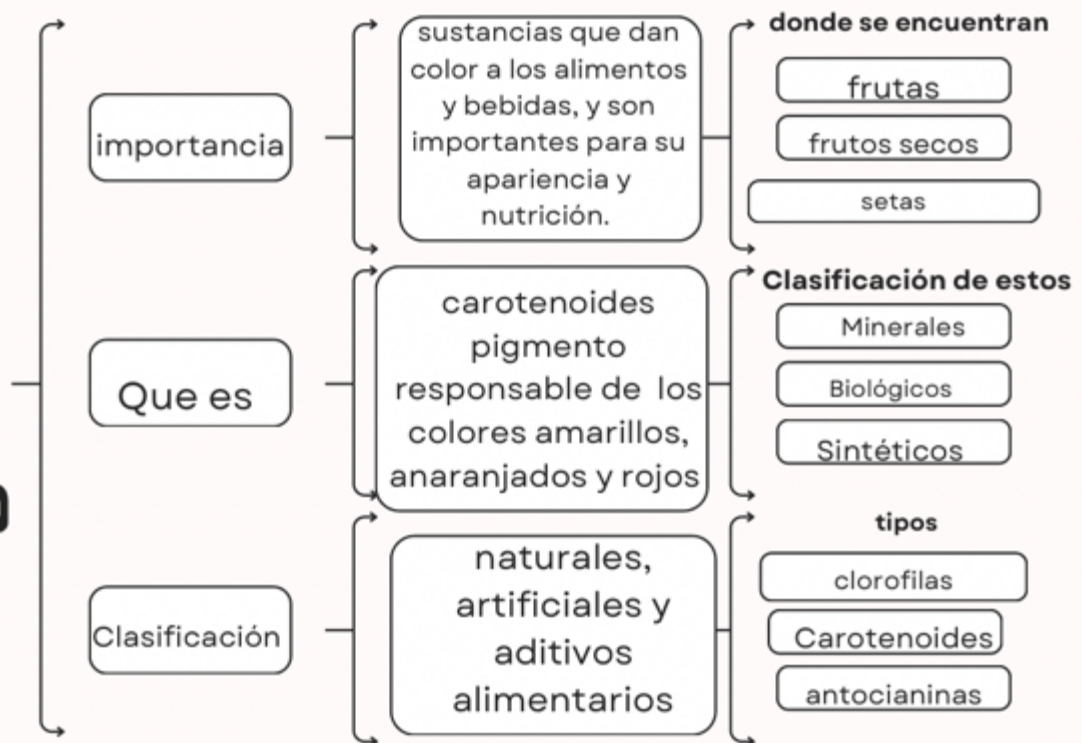 importancia
sustancias que dan
color a los alimentos
y bebidas, y son
importantes para su
apariencia y
nutrición.
donde se encuentran
frutas
frutos secos
setas
Que es
carotenoides
pigmento
responsable de los
colores amarillos,
anaranjados y rojos
Clasificación de estos
Minerales
Biológicos
Sintéticos
Clasificación
naturales,
artificiales y
aditivos
alimentarios
tipos
clorofilas
Carotenoides
antocianinas